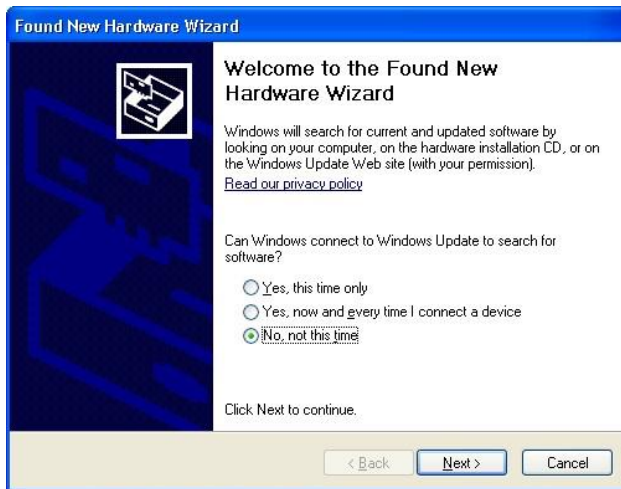 Found New Hardware Wizard
Welcome to the Found New
Hardware Wizard
Windows will search for current and updated software by
looking on your computer, on the hardware installation CD, or on
the Windows Update Web site (with your permission).
Read our privacy policy
Can Windows connect to Windows Update to search for
software?
Yes, this time only
Yes, now and every time I connect a device
No, not this time
Click Next to continue.
< Back Next > Cancel